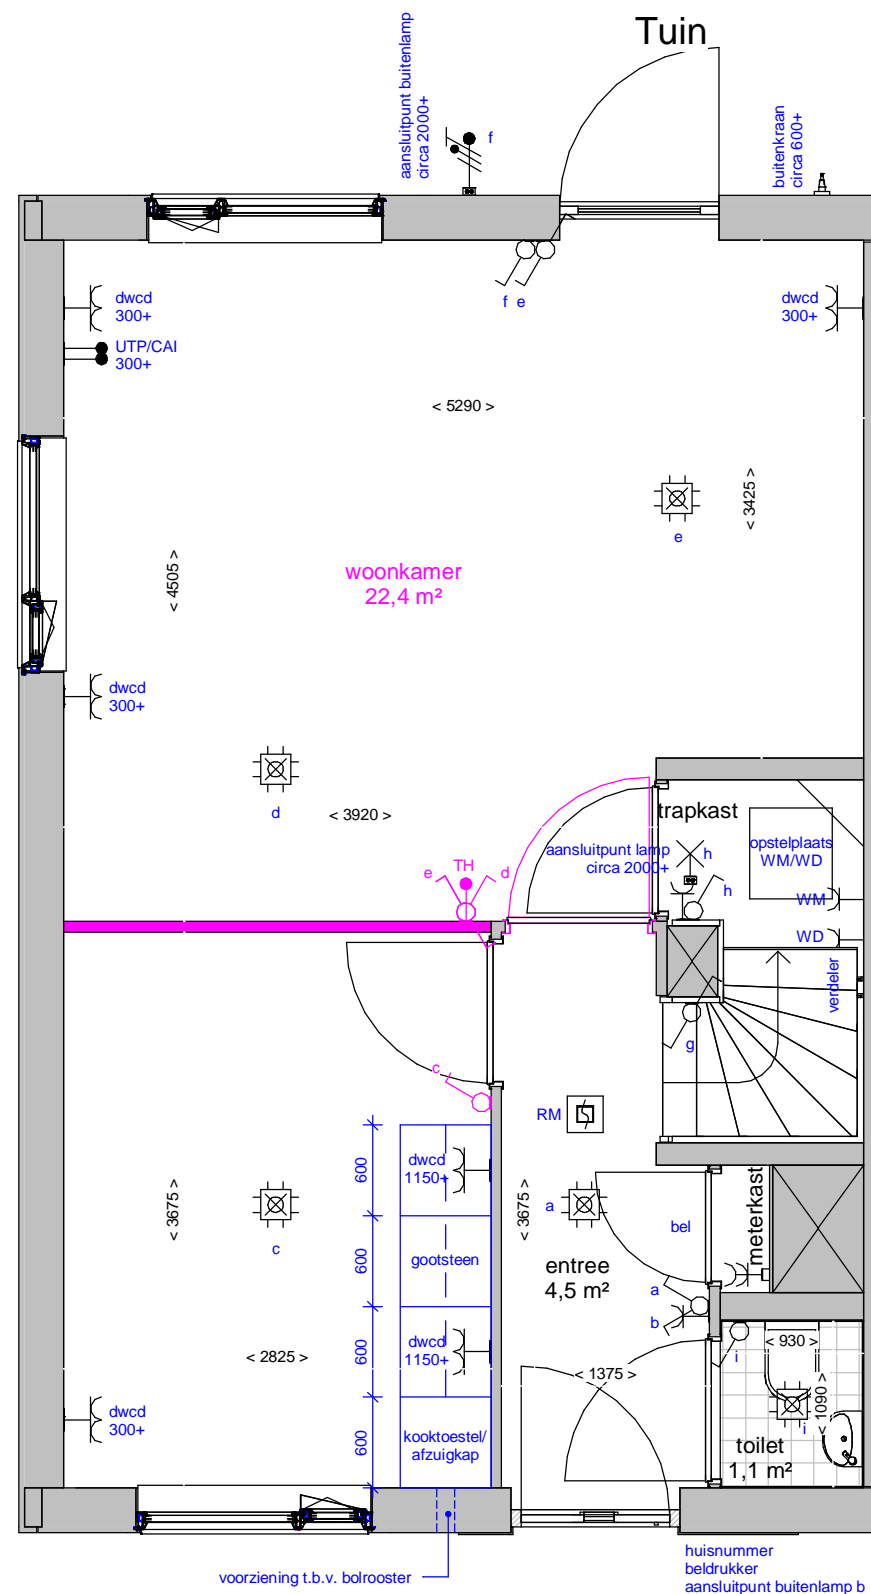 Tuin
aansluitpunt buitenlamp
circa 2000+
f
buitenkraan
circa 600+
f e
dwcd
300+
dwcd
300+
UTP/CAI
300+
< 5290 >
< 3425 >
e
< 4505 >
woonkamer
22,4 m²
dwcd
300+
d
< 3920 >
trapkast
opstelplaats
WM/WD
aansluitpunt lamp
circa 2000+
h
h
WM
WD
verdeler
e
TH
d
g
c
RM
600
dwcd
1150+
< 3675 >
c
600
gootsteen
< 3675 >
a
bel
meterkast
entree
4,5 m²
a
b
600
dwcd
1150+
< 2825 >
< 1375 >
i
< 930 >
< 1090 >
i
toilet
1,1 m²
dwcd
300+
600
kooktoestel/
afzuigkap
voorziening t.b.v. bolrooster
huisnummer
beldrukker
aansluitpunt buitenlamp b